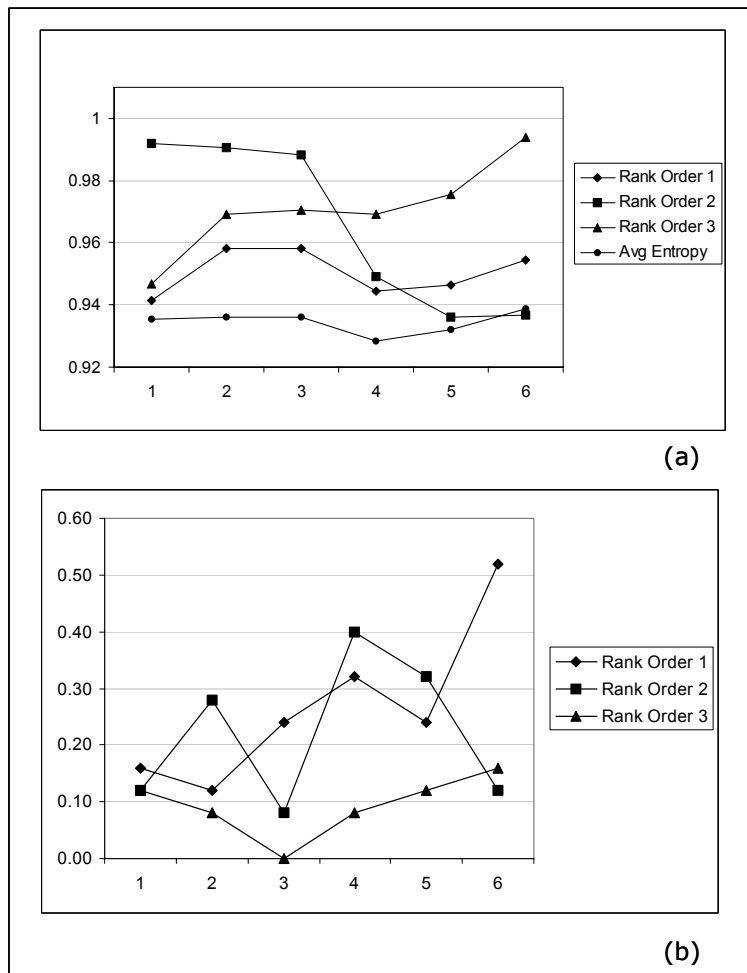 1
0.98
0.96
0.94
0.92
1 2 3 4 5 6
Rank Order 1
Rank Order 2
Rank Order 3
Avg Entropy
(a)
0.60
0.50
0.40
0.30
0.20
0.10
0.00
1 2 3 4 5 6
Rank Order 1
Rank Order 2
Rank Order 3
(b)